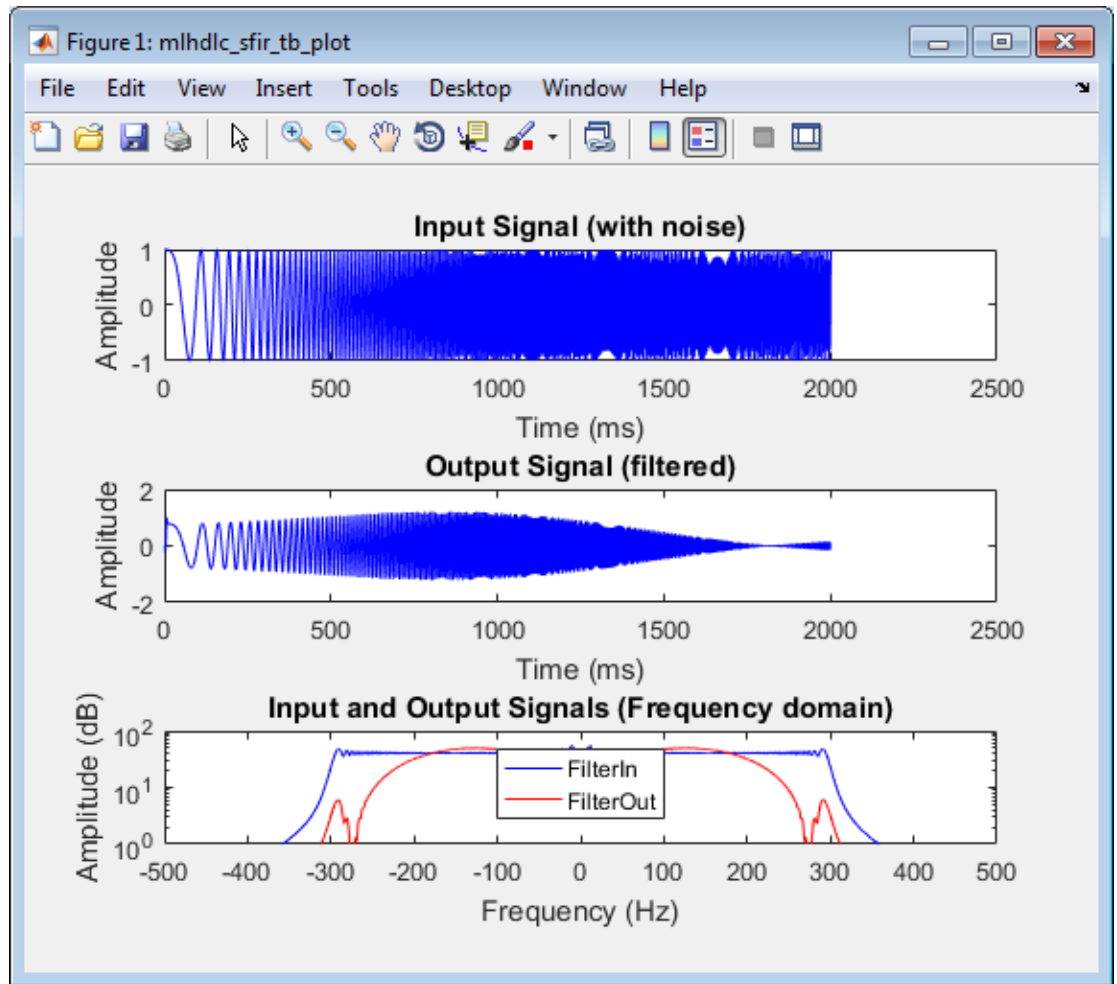 Figure 1: mlhdlc_sfir_tb_plot
File Edit View Insert Tools Desktop Window Help
Input Signal (with noise)
Amplitude
1
0
-1
0 500 1000 1500 2000 2500
Time (ms)
Output Signal (filtered)
Amplitude
2
0
-2
0 500 1000 1500 2000 2500
Time (ms)
Input and Output Signals (Frequency domain)
Amplitude (dB)
10^2
10^1
10^0
FilterIn
FilterOut
-500 -400 -300 -200 -100 0 100 200 300 400 500
Frequency (Hz)